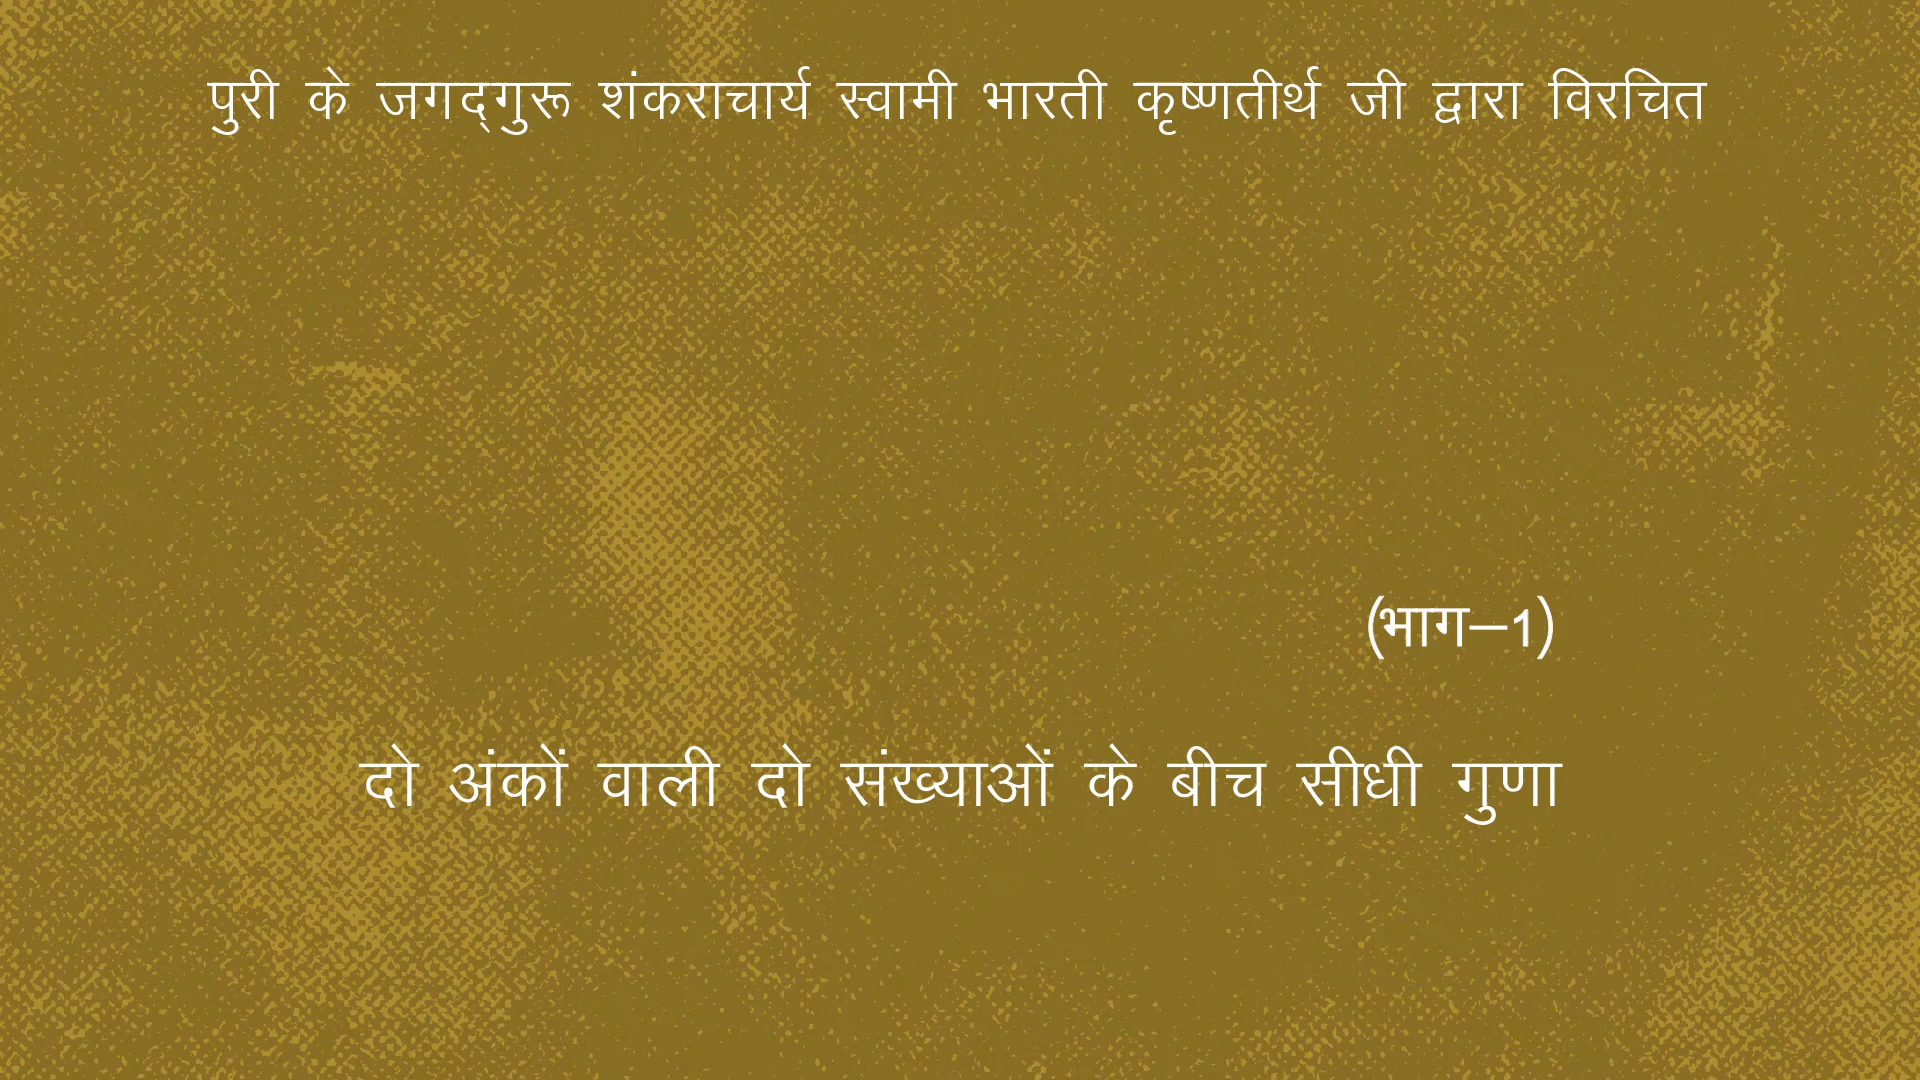 पुरी के जगद्गुरू शंकराचार्य स्वामी भारती कृष्णतीर्थ जी द्वारा विरचित
(भाग–1)
दो अंकों वाली दो संख्याओं के बीच सीधी गुणा